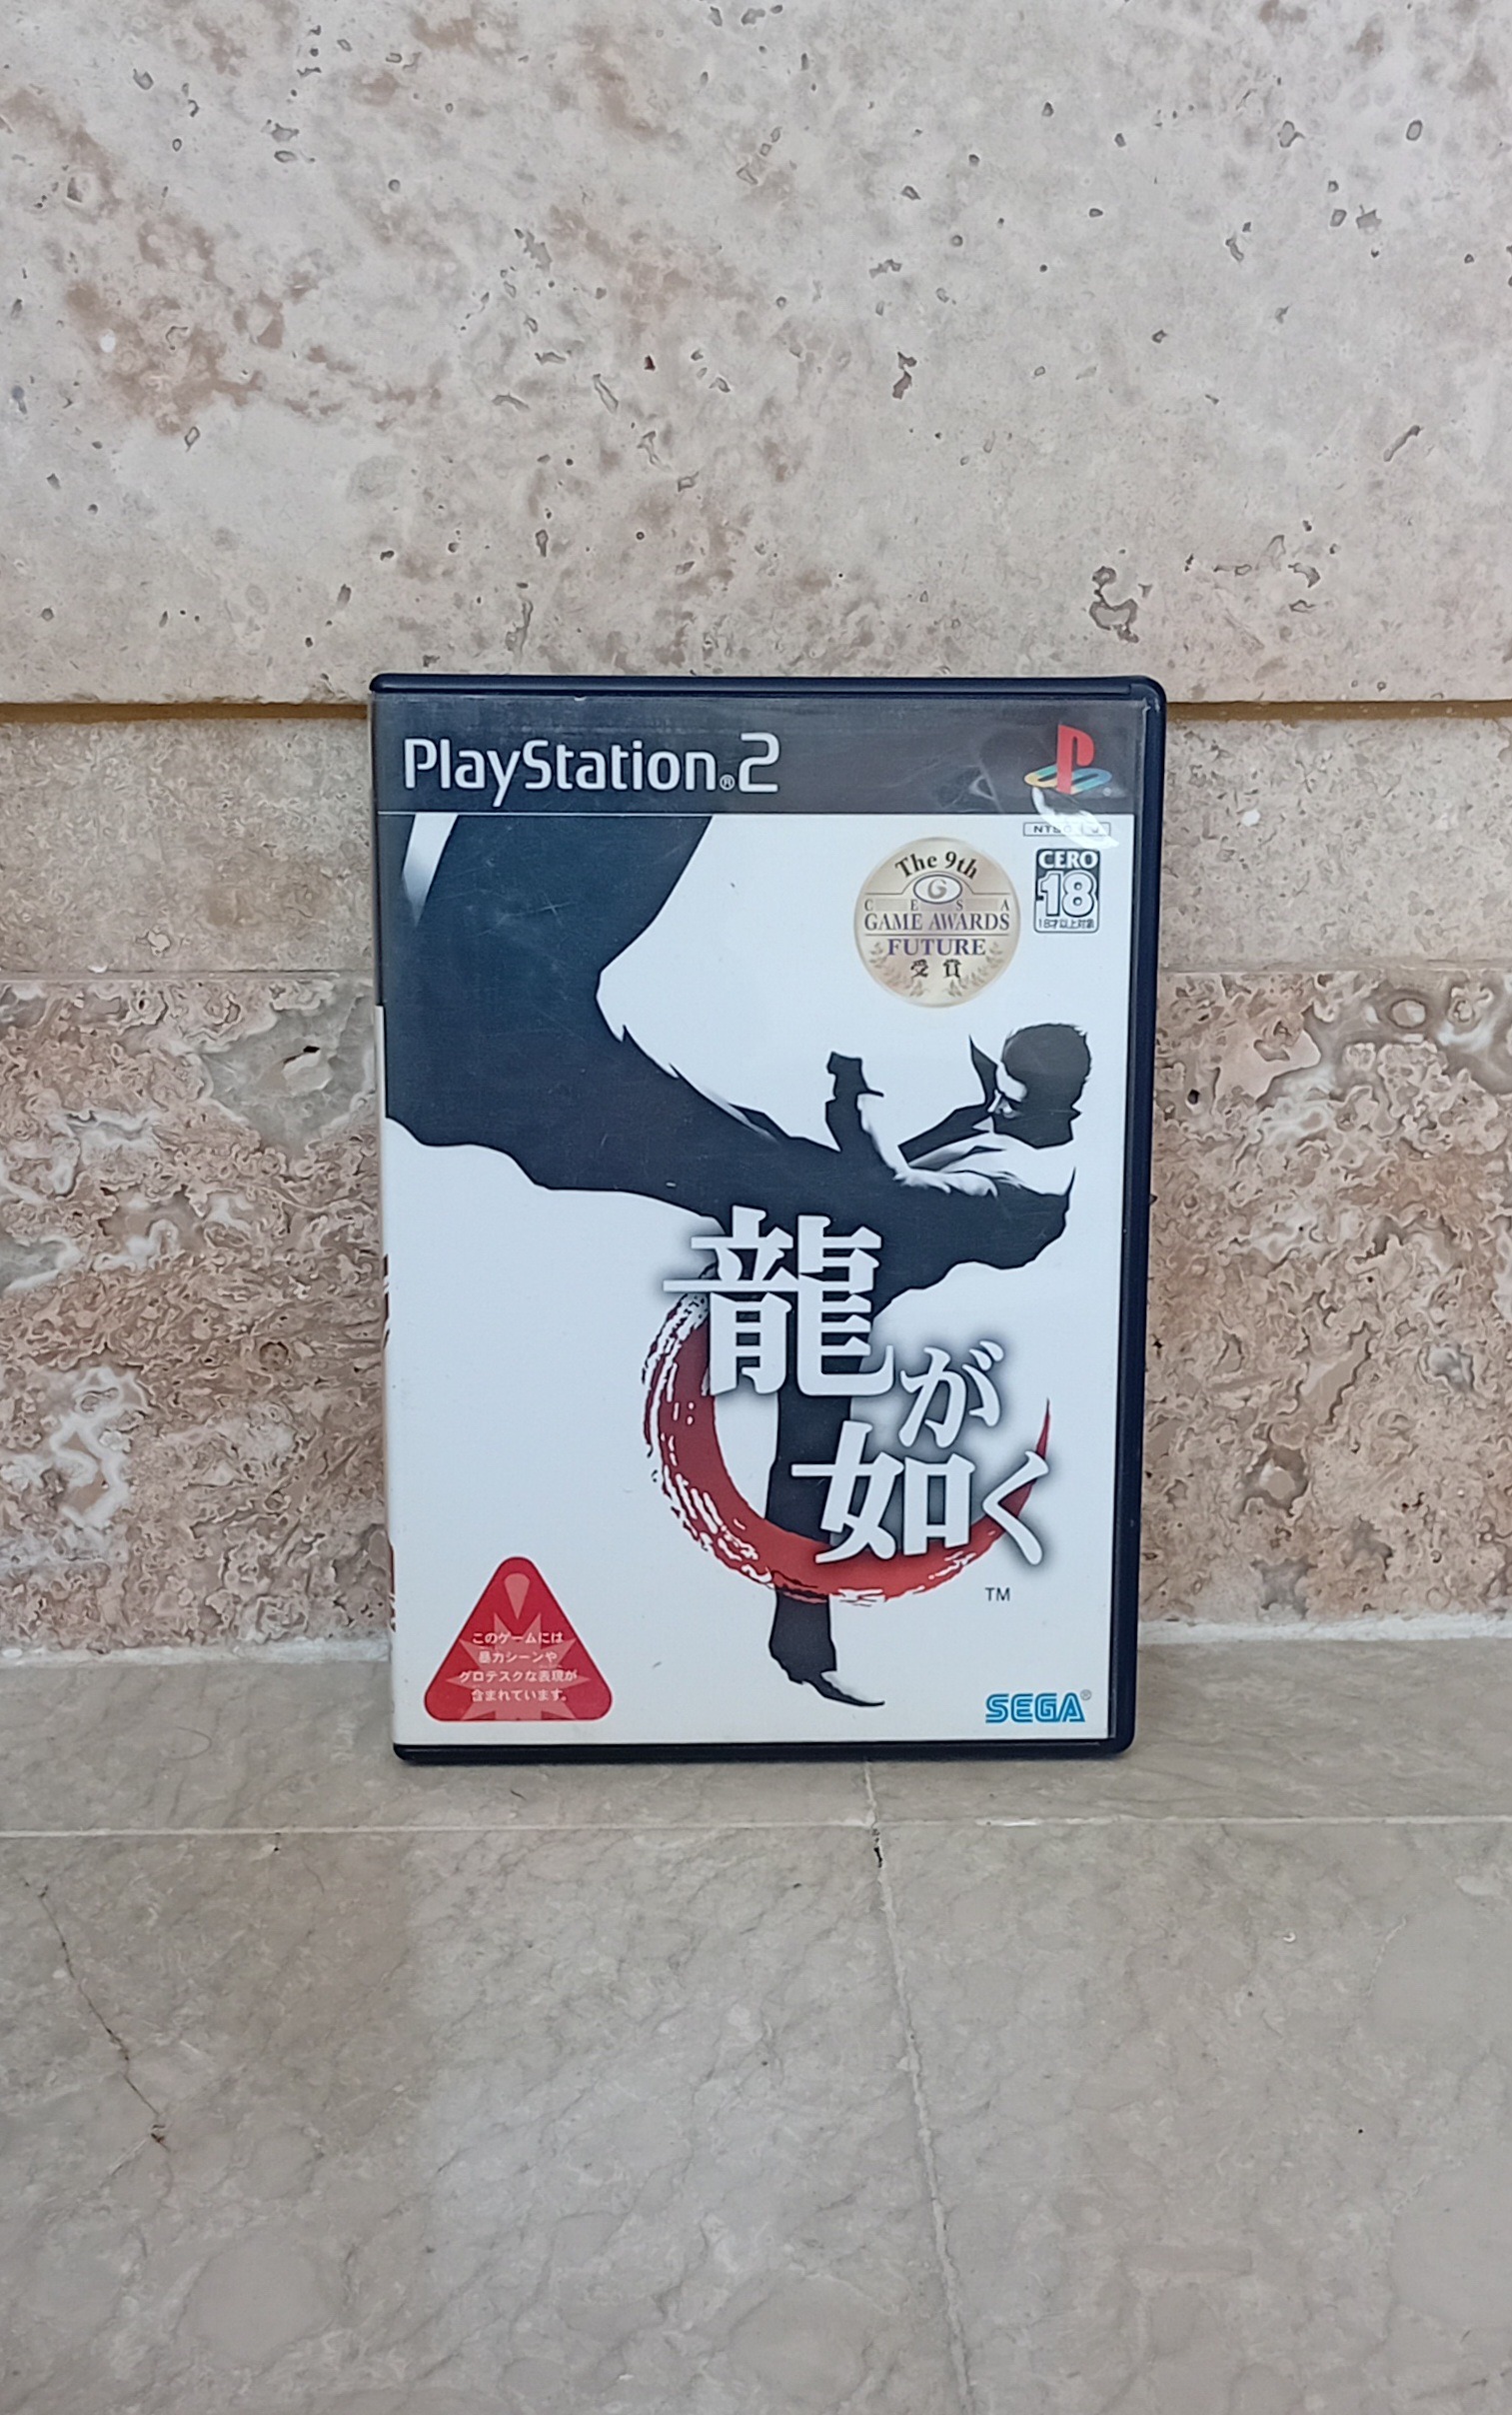 PlayStation®2
NTSC J
The 9th
CESA
GAME AWARDS
FUTURE
受賞
CERO
18
18才以上対象
龍が
如く
TM
このゲームには
暴力シーンや
グロテスクな表現が
含まれています。
SEGA®